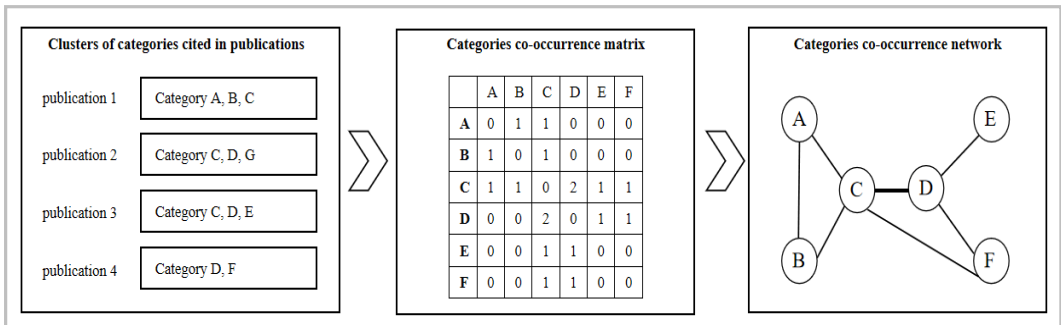 Clusters of categories cited in publications
publication 1 Category A, B, C
publication 2 Category C, D, G
publication 3 Category C, D, E
publication 4 Category D, F
Categories co-occurrence matrix
A B C D E F
A 0 1 1 0 0 0
B 1 0 1 0 0 0
C 1 1 0 2 1 1
D 0 0 2 0 1 1
E 0 0 1 1 0 0
F 0 0 1 1 0 0
Categories co-occurrence network
A E
C D
B F